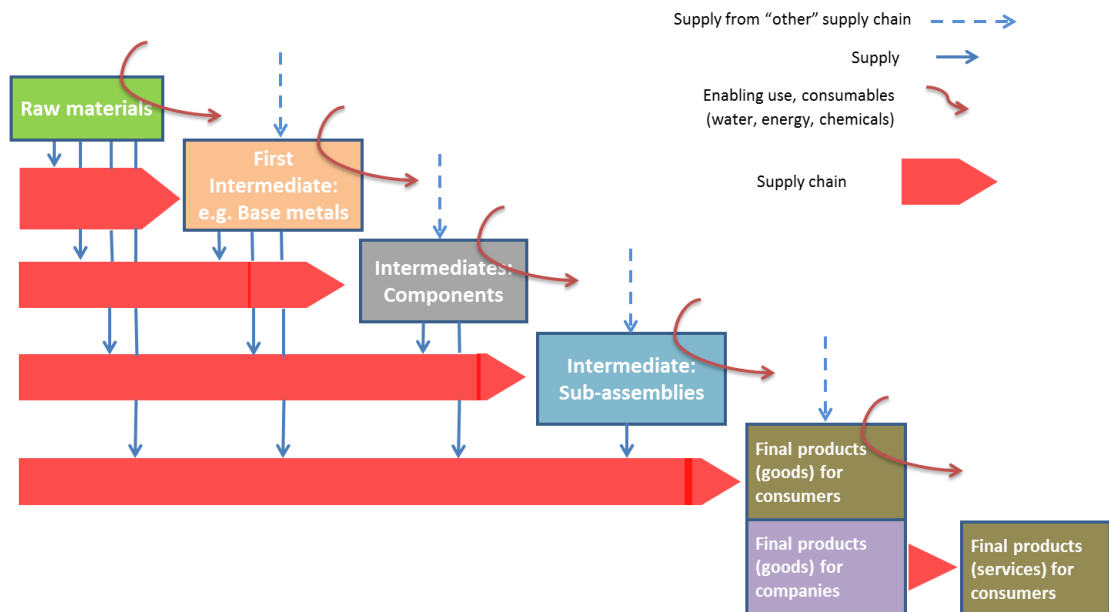 Supply from “other” supply chain
Supply
Enabling use, consumables
(water, energy, chemicals)
Supply chain
Raw materials
First
Intermediate:
e.g. Base metals
Intermediates:
Components
Intermediate:
Sub-assemblies
Final products
(goods) for
consumers
Final products
(goods) for
companies
Final products
(services) for
consumers